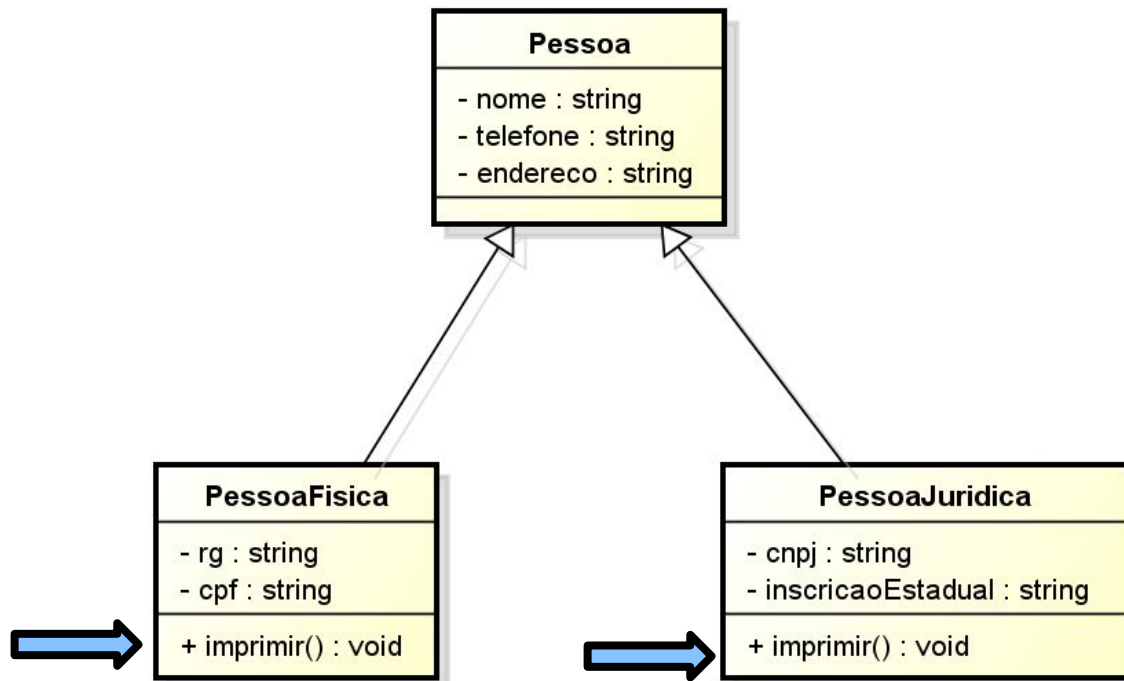 Pessoa
- nome : string
- telefone : string
- endereco : string
PessoaFisica
- rg : string
- cpf : string
+ imprimir() : void
PessoaJuridica
- cnpj : string
- inscricaoEstadual : string
+ imprimir() : void